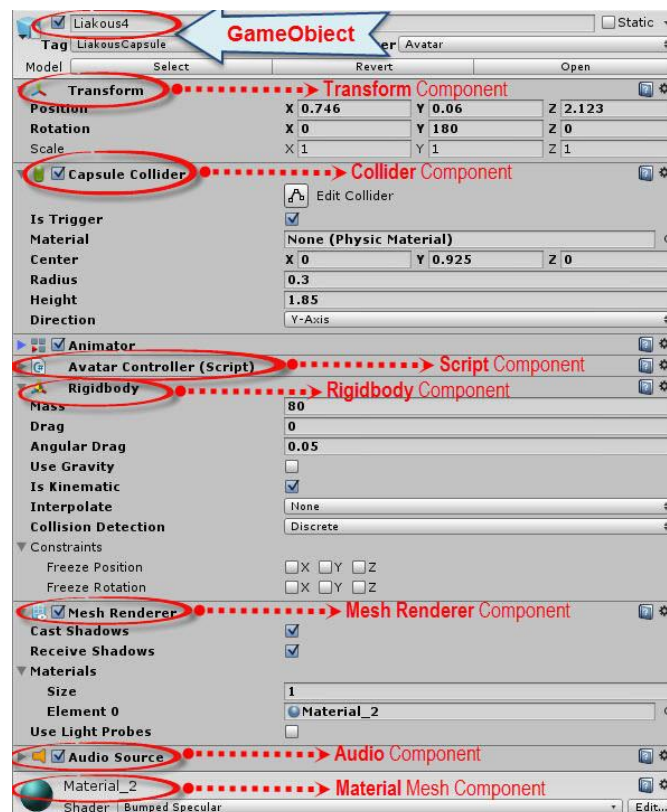 Liakous4 GameObject Static
Tag LiakousCapsule er Avatar
Model Select Revert Open
Transform Transform Component
Position X 0.746 Y 0.06 Z 2.123
Rotation X 0 Y 180 Z 0
Scale X 1 Y 1 Z 1
Capsule Collider Collider Component
Edit Collider
Is Trigger
Material None (Physic Material)
Center X 0 Y 0.925 Z 0
Radius 0.3
Height 1.85
Direction Y-Axis
Animator
Avatar Controller (Script) Script Component
Rigidbody Rigidbody Component
Mass 80
Drag 0
Angular Drag 0.05
Use Gravity
Is Kinematic
Interpolate None
Collision Detection Discrete
Constraints
Freeze Position X Y Z
Freeze Rotation X Y Z
Mesh Renderer Mesh Renderer Component
Cast Shadows
Receive Shadows
Materials
Size 1
Element 0 Material_2
Use Light Probes
Audio Source Audio Component
Material_2 Material Mesh Component
Shader Bumped Specular Edit...